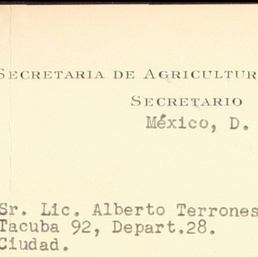 SECRETARIA DE AGRICULTUR
SECRETARIO
México, D.
Sr. Lic. Alberto Terrones
Tacuba 92, Depart.28.
Ciudad.